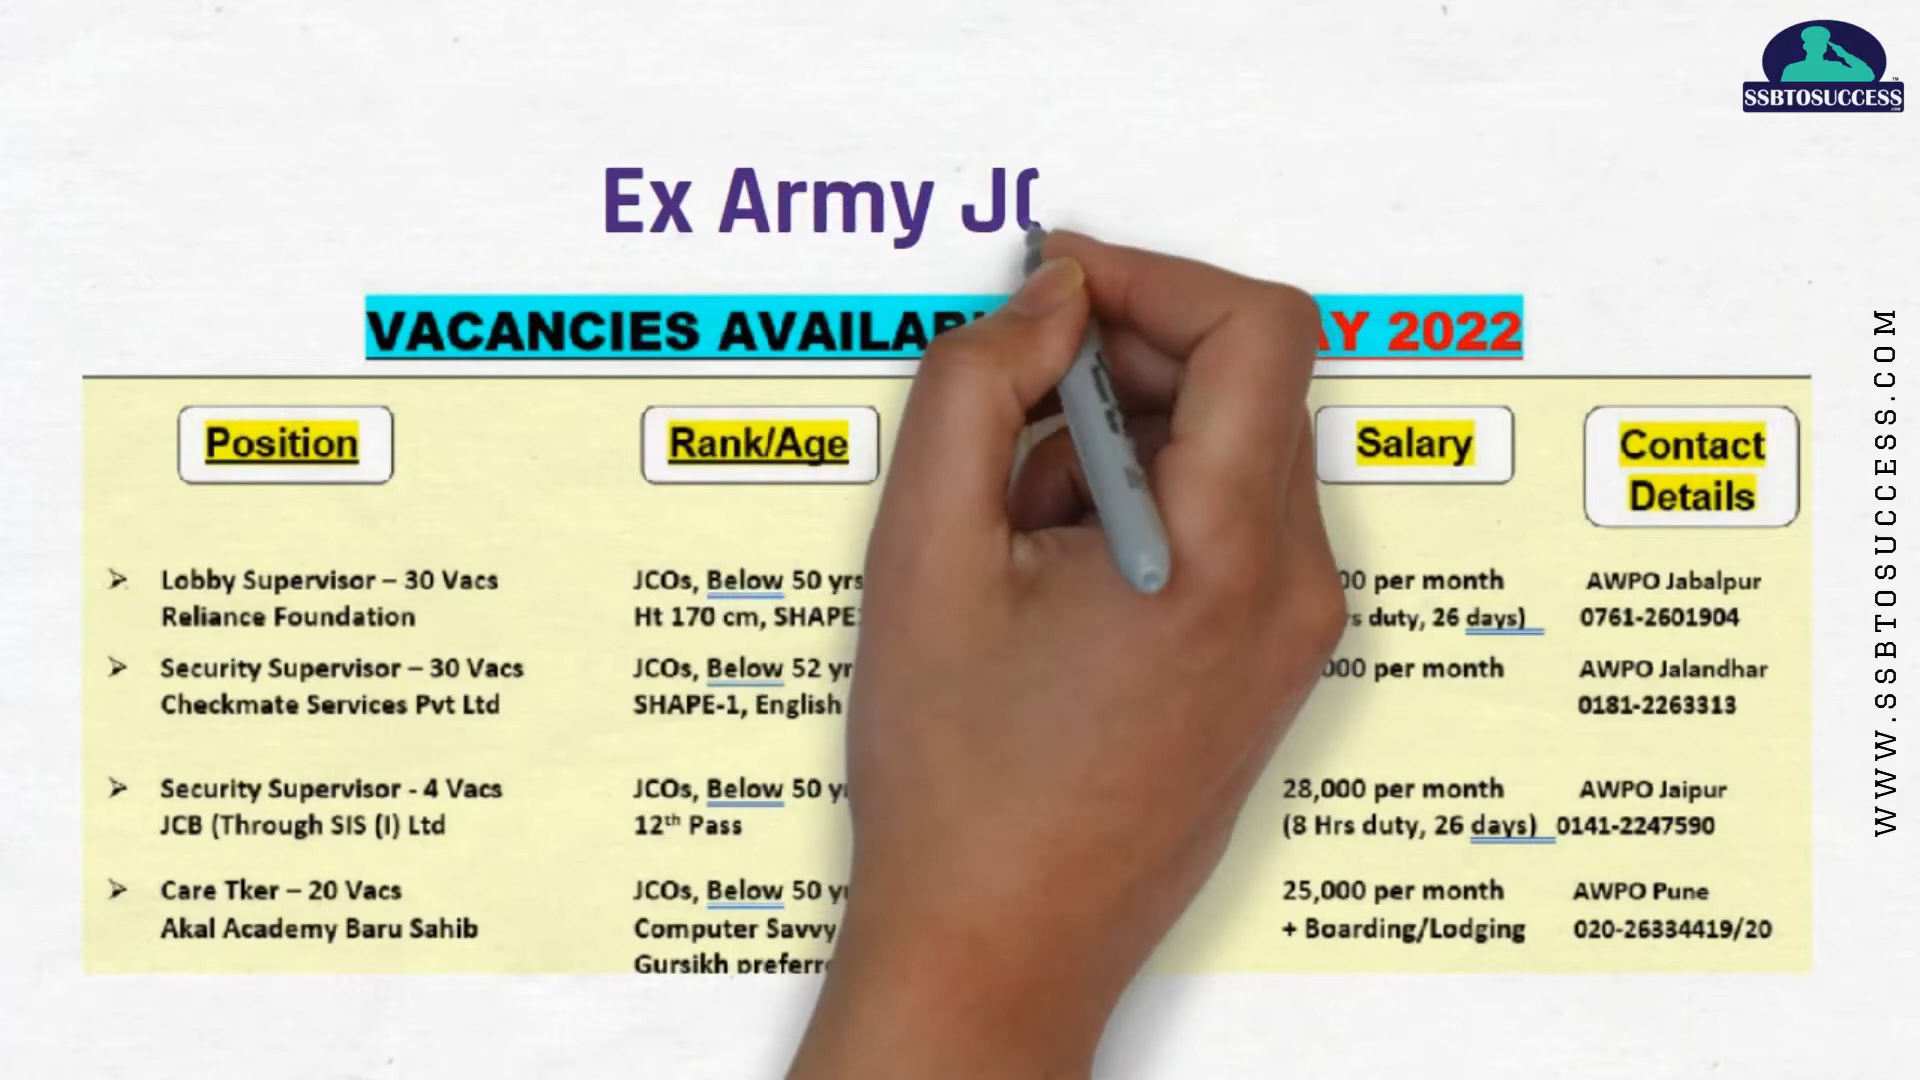 SSBTOSUCCESS
Ex Army
VACANCIES AVAILAB 2022
Position Rank/Age Salary Contact
Details
➢ Lobby Supervisor – 30 Vacs JCOs, Below 50 yrs 00 per month AWPO Jabalpur
Reliance Foundation Ht 170 cm, SHAPE duty, 26 days) 0761-2601904
➢ Security Supervisor – 30 Vacs JCOs, Below 52 yr 000 per month AWPO Jalandhar
Checkmate Services Pvt Ltd SHAPE-1, English 0181-2263313
➢ Security Supervisor - 4 Vacs JCOs, Below 50 28,000 per month AWPO Jaipur
JCB (Through SIS (I) Ltd 12th Pass (8 Hrs duty, 26 days) 0141-2247590
➢ Care Tker – 20 Vacs JCOs, Below 50 25,000 per month AWPO Pune
Akal Academy Baru Sahib Computer Savvy + Boarding/Lodging 020-26334419/20
Gursikh preferr
WWW.SSBTOSUCCESS.COM